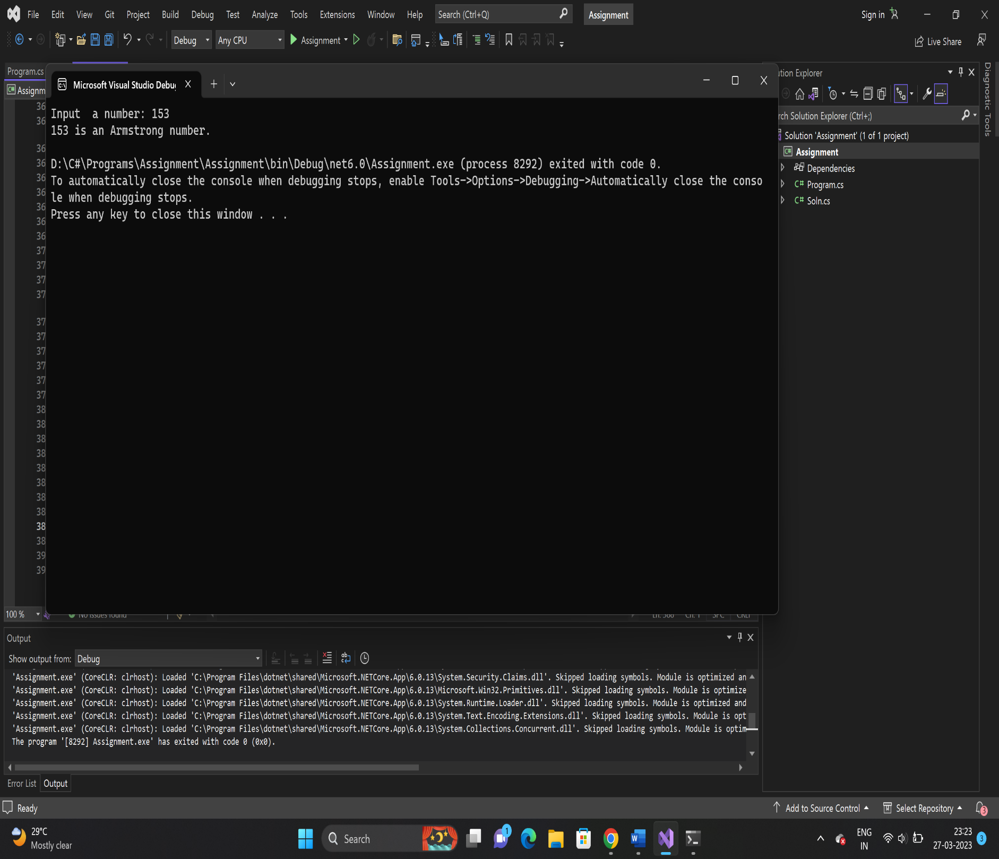 File Edit View Git Project Build Debug Test Analyze Tools Extensions Window Help Search (Ctrl+Q) Assignment Sign in
Debug Any CPU Assignment Live Share
Program.cs
Microsoft Visual Studio Debu
Assignm
Input  a number: 153
153 is an Armstrong number.
D:\C#\Programs\Assignment\Assignment\bin\Debug\net6.0\Assignment.exe (process 8292) exited with code 0.
To automatically close the console when debugging stops, enable Tools->Options->Debugging->Automatically close the conso
le when debugging stops.
Press any key to close this window . . .
36
36
36
36
36
36
36
36
36
37
37
37
37
37
37
37
37
37
37
38
38
38
38
38
38
38
38
38
38
39
39
ution Explorer
rch Solution Explorer (Ctrl+;)
Solution 'Assignment' (1 of 1 project)
C# Assignment
Dependencies
C# Program.cs
C# Soln.cs
Diagnostic Tools
100 % No issues found
Output
Show output from: Debug
'Assignment.exe' (CoreCLR: clrhost): Loaded 'C:\Program Files\dotnet\shared\Microsoft.NETCore.App\6.0.13\System.Security.Claims.dll'. Skipped loading symbols. Module is optimized an
'Assignment.exe' (CoreCLR: clrhost): Loaded 'C:\Program Files\dotnet\shared\Microsoft.NETCore.App\6.0.13\Microsoft.Win32.Primitives.dll'. Skipped loading symbols. Module is optimize
'Assignment.exe' (CoreCLR: clrhost): Loaded 'C:\Program Files\dotnet\shared\Microsoft.NETCore.App\6.0.13\System.Runtime.Loader.dll'. Skipped loading symbols. Module is optimized and
'Assignment.exe' (CoreCLR: clrhost): Loaded 'C:\Program Files\dotnet\shared\Microsoft.NETCore.App\6.0.13\System.Text.Encoding.Extensions.dll'. Skipped loading symbols. Module is opt
'Assignment.exe' (CoreCLR: clrhost): Loaded 'C:\Program Files\dotnet\shared\Microsoft.NETCore.App\6.0.13\System.Collections.Concurrent.dll'. Skipped loading symbols. Module is optim
The program '[8292] Assignment.exe' has exited with code 0 (0x0).
Error List Output
Ready Add to Source Control Select Repository 3
29°C
Mostly clear
Search
1
ENG
IN
23:23
27-03-2023
3